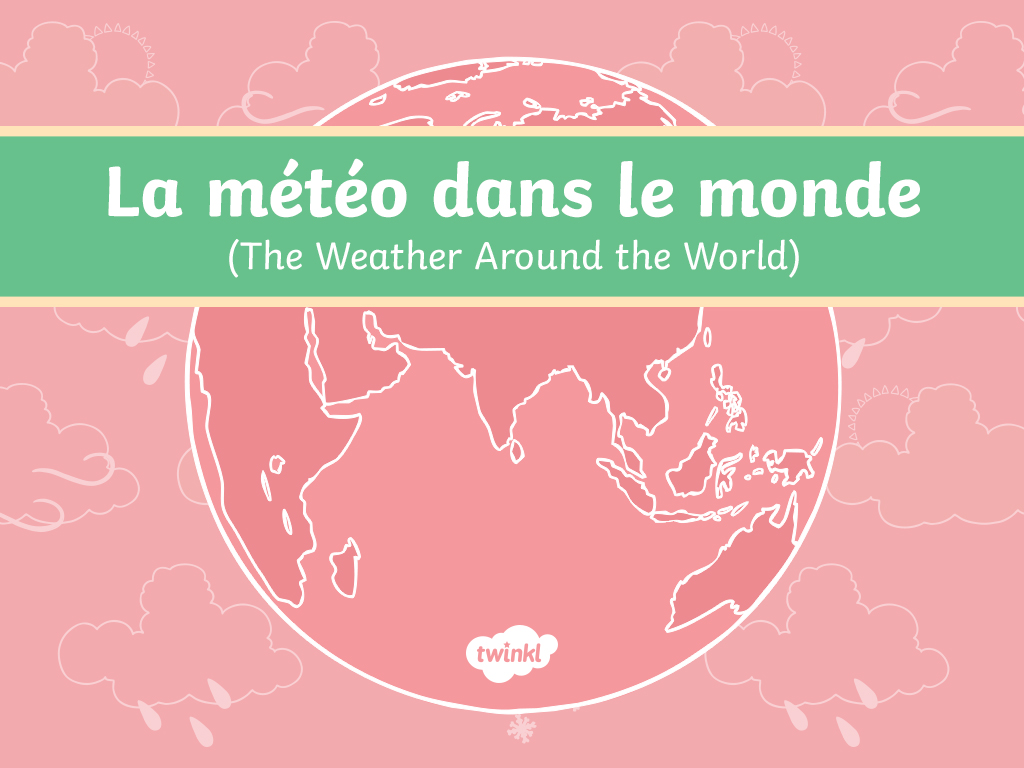 La météo dans le monde
(The Weather Around the World)
twinkl